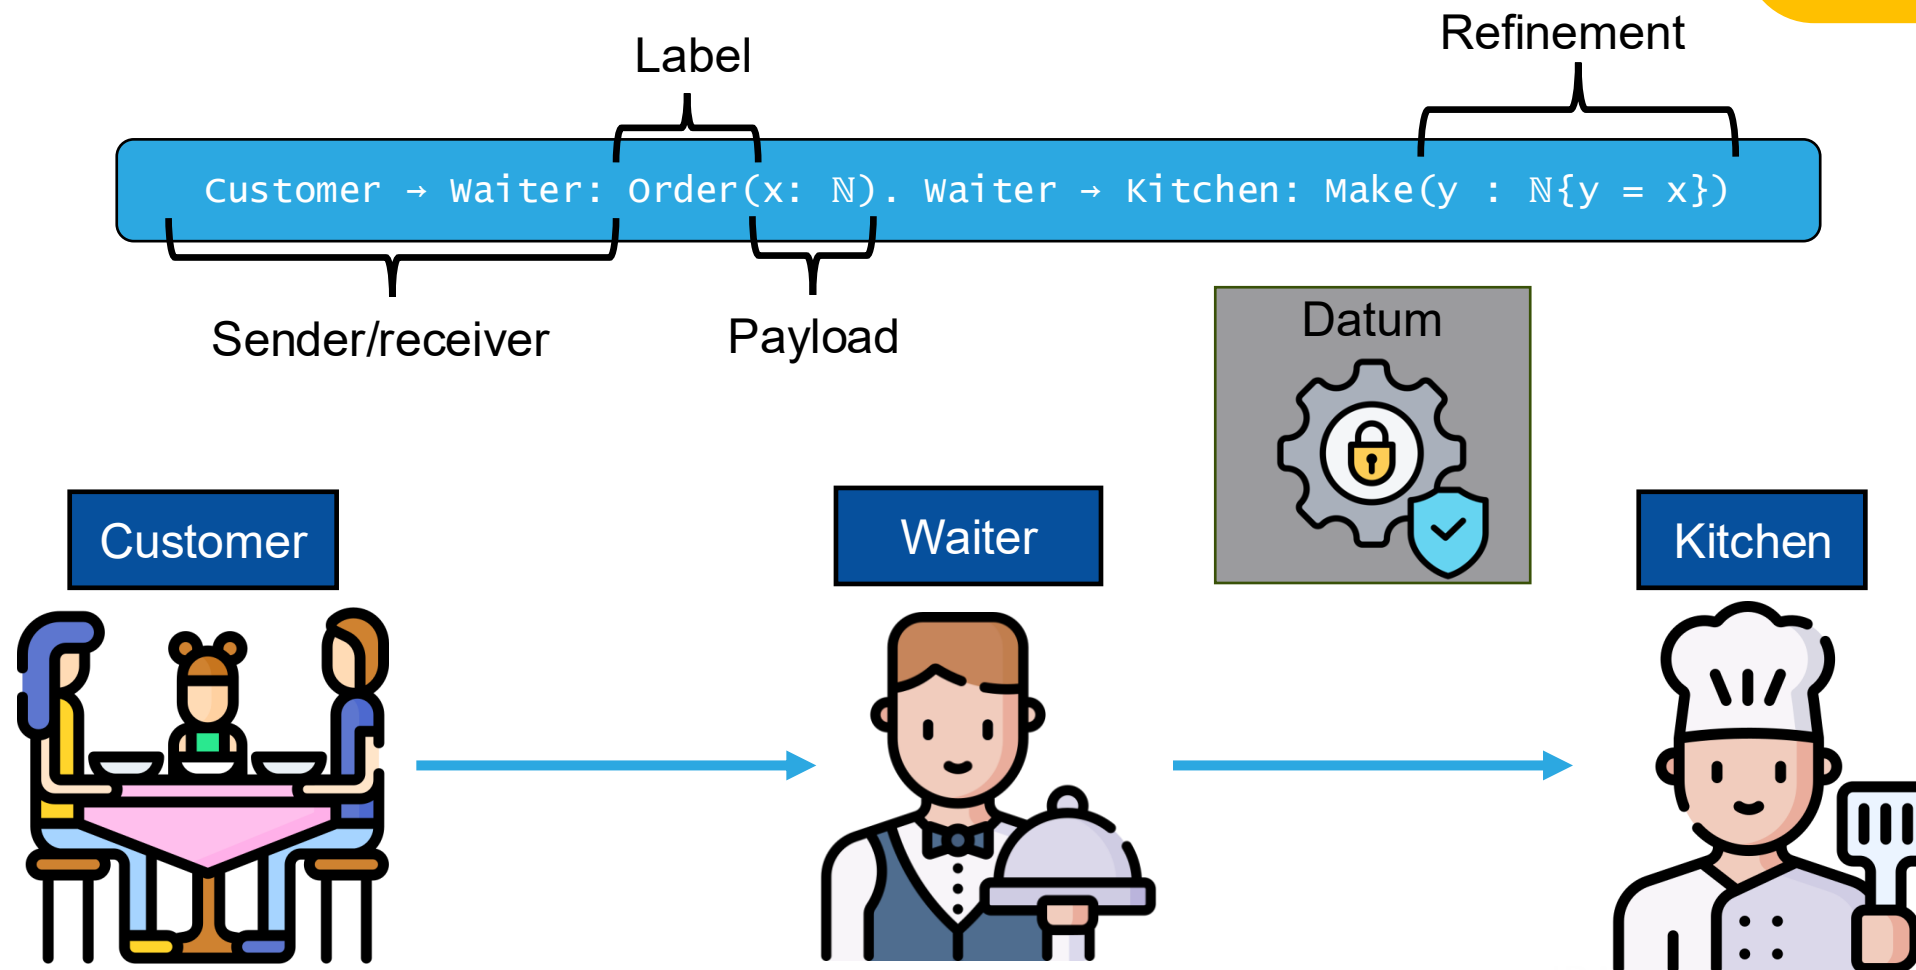 Refinement
Label
Customer → Waiter: Order(x: ℕ). Waiter → Kitchen: Make(y : ℕ{y = x})
Sender/receiver
Payload
Datum
Customer
Waiter
Kitchen